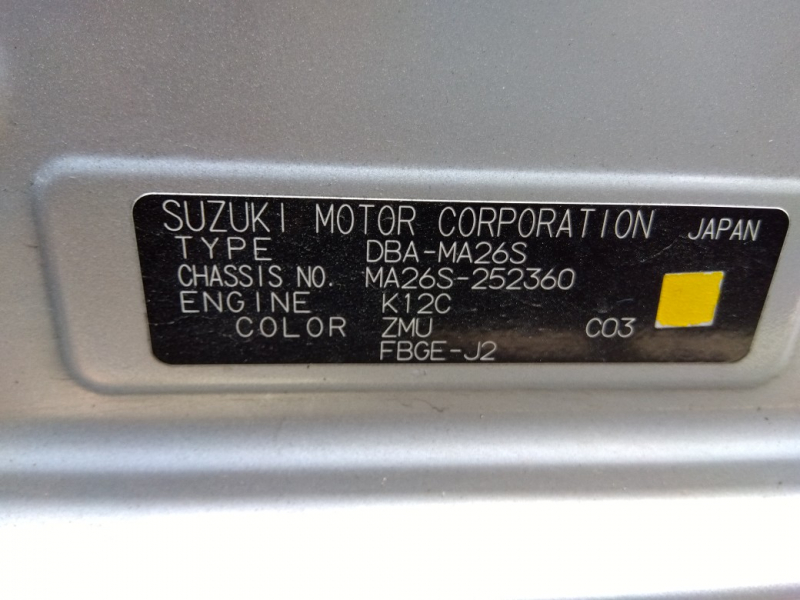 SUZUKI MOTOR CORPORATION JAPAN
TYPE DBA-MA26S
CHASSIS NO. MA26S-252360
ENGINE K12C
COLOR ZMU C03
FBGE-J2